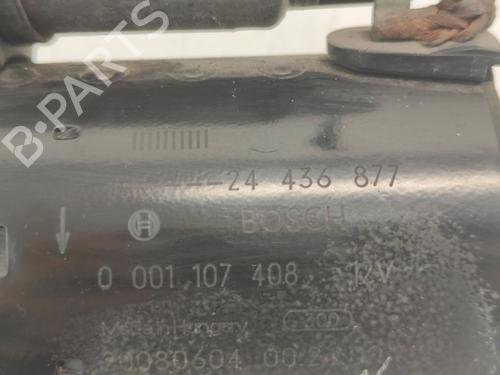 B-PARTS
24 436 877
BOSCH
0 001 107 408 12V
Made in Hungary